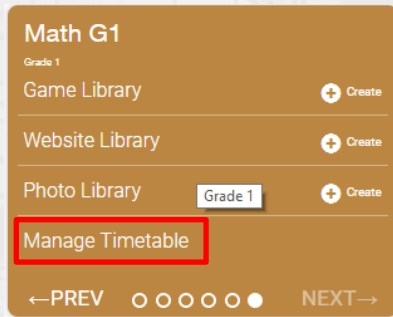 Math G1
Grade 1
Game Library Create
Website Library Create
Photo Library Create
Grade 1
Manage Timetable
←PREV NEXT→